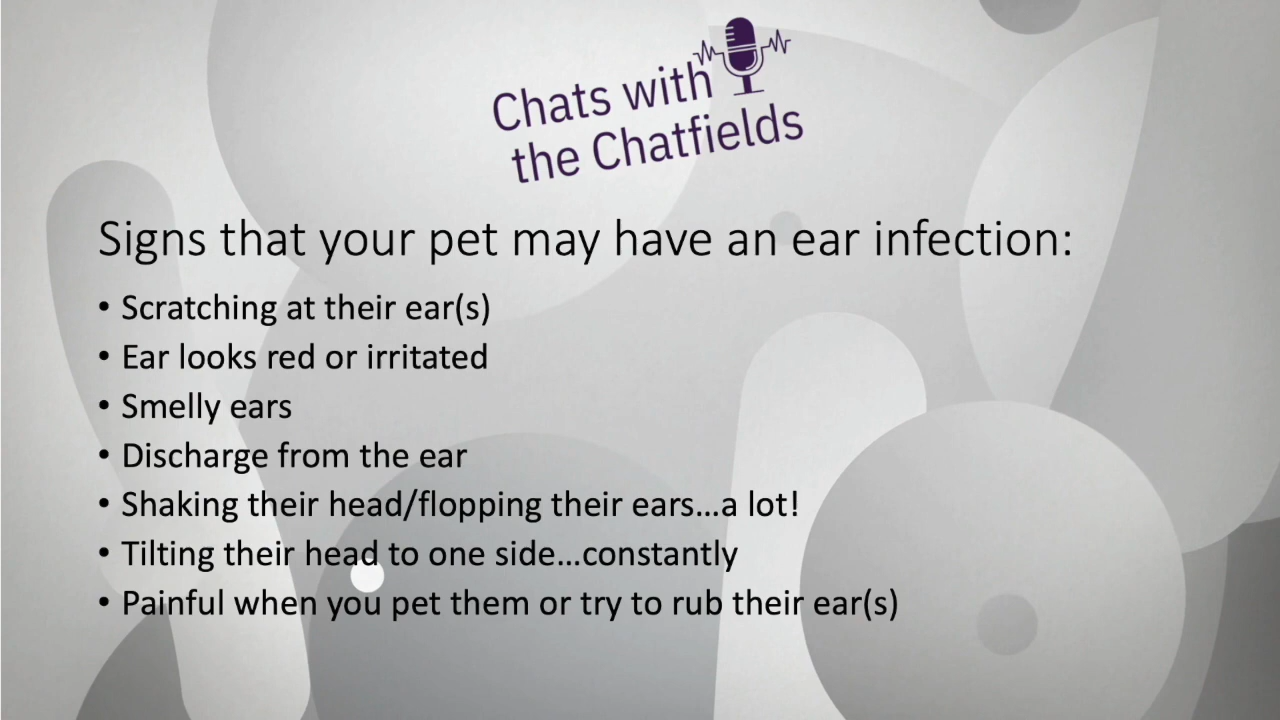 Chats with
the Chatfields
Signs that your pet may have an ear infection:
• Scratching at their ear(s)
• Ear looks red or irritated
• Smelly ears
• Discharge from the ear
• Shaking their head/flopping their ears...a lot!
• Tilting their head to one side...constantly
• Painful when you pet them or try to rub their ear(s)